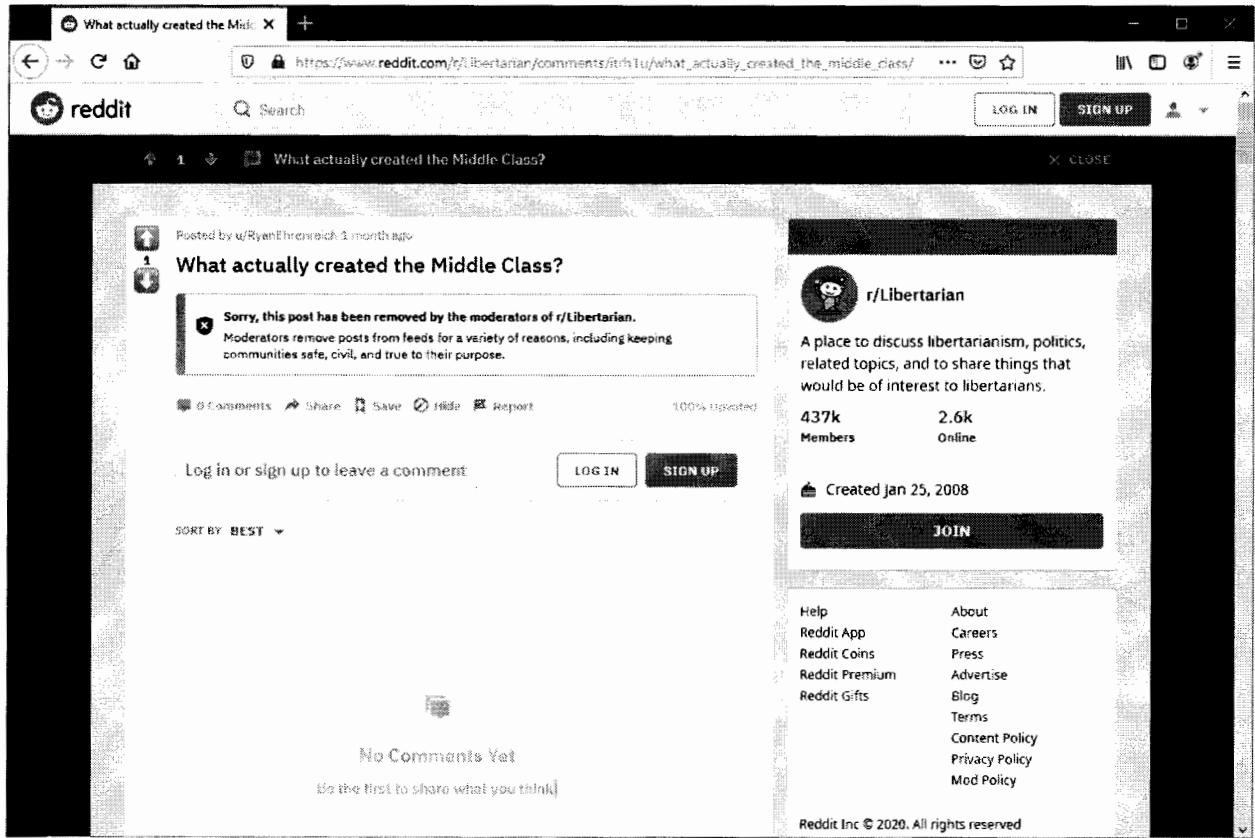 What actually created the Midc
https://www.reddit.com/r/Libertarian/comments/itrh1u/what_actually_created_the_middle_class/
reddit
Search
LOG IN
SIGN UP
1
What actually created the Middle Class?
CLOSE
Posted by u/RyanEhrenreich 1 month ago
1
What actually created the Middle Class?
Sorry, this post has been removed by the moderators of r/Libertarian.
Moderators remove posts from feeds for a variety of reasons, including keeping
communities safe, civil, and true to their purpose.
0 Comments Share Save Hide Report 100% Upvoted
Log in or sign up to leave a comment LOG IN SIGN UP
SORT BY BEST
No Comments Yet
Be the first to share what you think!
r/Libertarian
A place to discuss libertarianism, politics,
related topics, and to share things that
would be of interest to libertarians.
437k 2.6k
Members Online
Created Jan 25, 2008
JOIN
Help About
Reddit App Careers
Reddit Coins Press
Reddit Premium Advertise
Reddit Gifts Blog
Terms
Content Policy
Privacy Policy
Mod Policy
Reddit Inc © 2020. All rights reserved